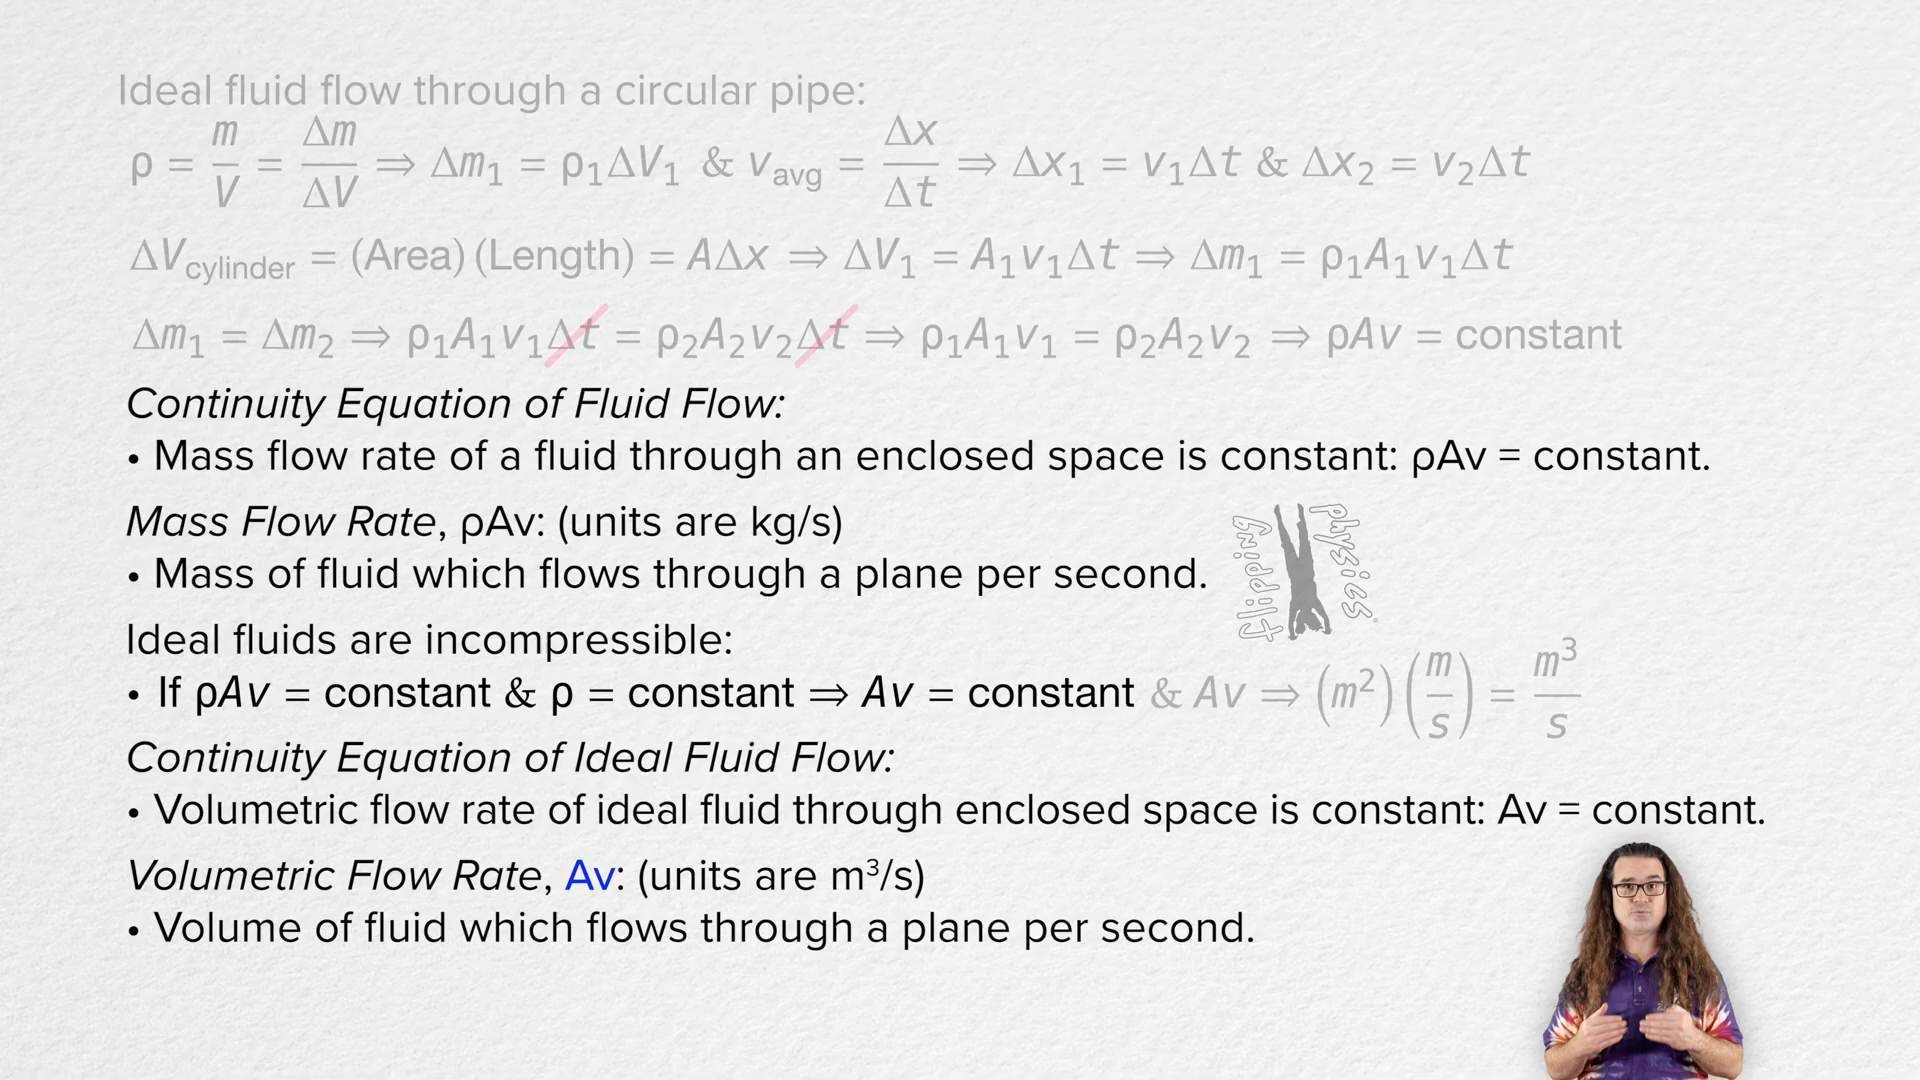 Ideal fluid flow through a circular pipe:
ρ = m/V = Δm/ΔV ⇒ Δm₁ = ρ₁ΔV₁ & v_avg = Δx/Δt ⇒ Δx₁ = v₁Δt & Δx₂ = v₂Δt
ΔV_cylinder = (Area)(Length) = AΔx ⇒ ΔV₁ = A₁v₁Δt ⇒ Δm₁ = ρ₁A₁v₁Δt
Δm₁ = Δm₂ ⇒ ρ₁A₁v₁Δt = ρ₂A₂v₂Δt ⇒ ρ₁A₁v₁ = ρ₂A₂v₂ ⇒ ρAv = constant
Continuity Equation of Fluid Flow:
• Mass flow rate of a fluid through an enclosed space is constant: ρAv = constant.
Mass Flow Rate, ρAv: (units are kg/s)
• Mass of fluid which flows through a plane per second.
flipping physics
Ideal fluids are incompressible:
• If ρAv = constant & ρ = constant ⇒ Av = constant & Av ⇒ (m²)(m/s) = m³/s
Continuity Equation of Ideal Fluid Flow:
• Volumetric flow rate of ideal fluid through enclosed space is constant: Av = constant.
Volumetric Flow Rate, Av: (units are m³/s)
• Volume of fluid which flows through a plane per second.